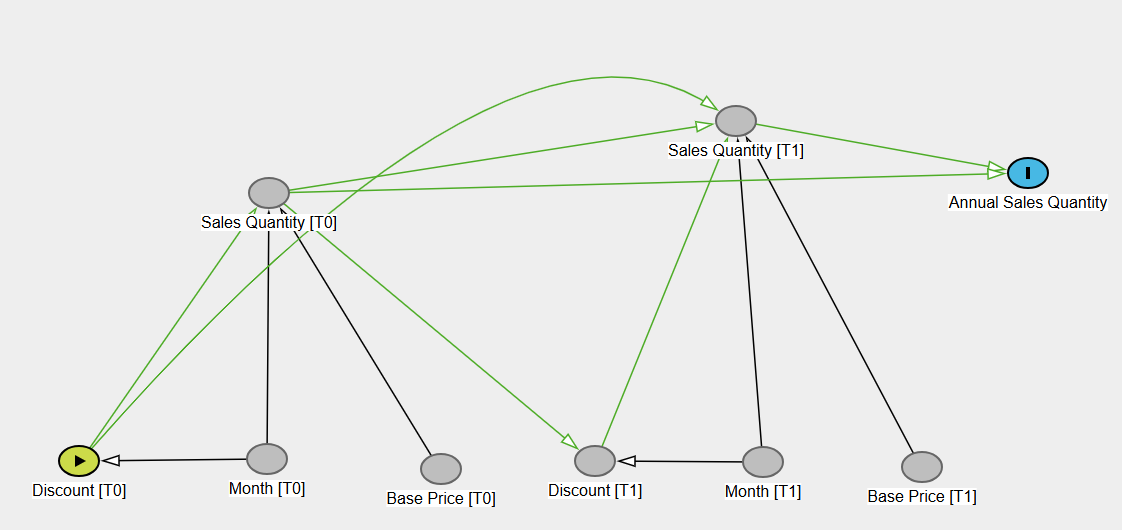 Sales Quantity [T1]
Annual Sales Quantity
Sales Quantity [T0]
Discount [T0]
Month [T0]
Base Price [T0]
Discount [T1]
Month [T1]
Base Price [T1]